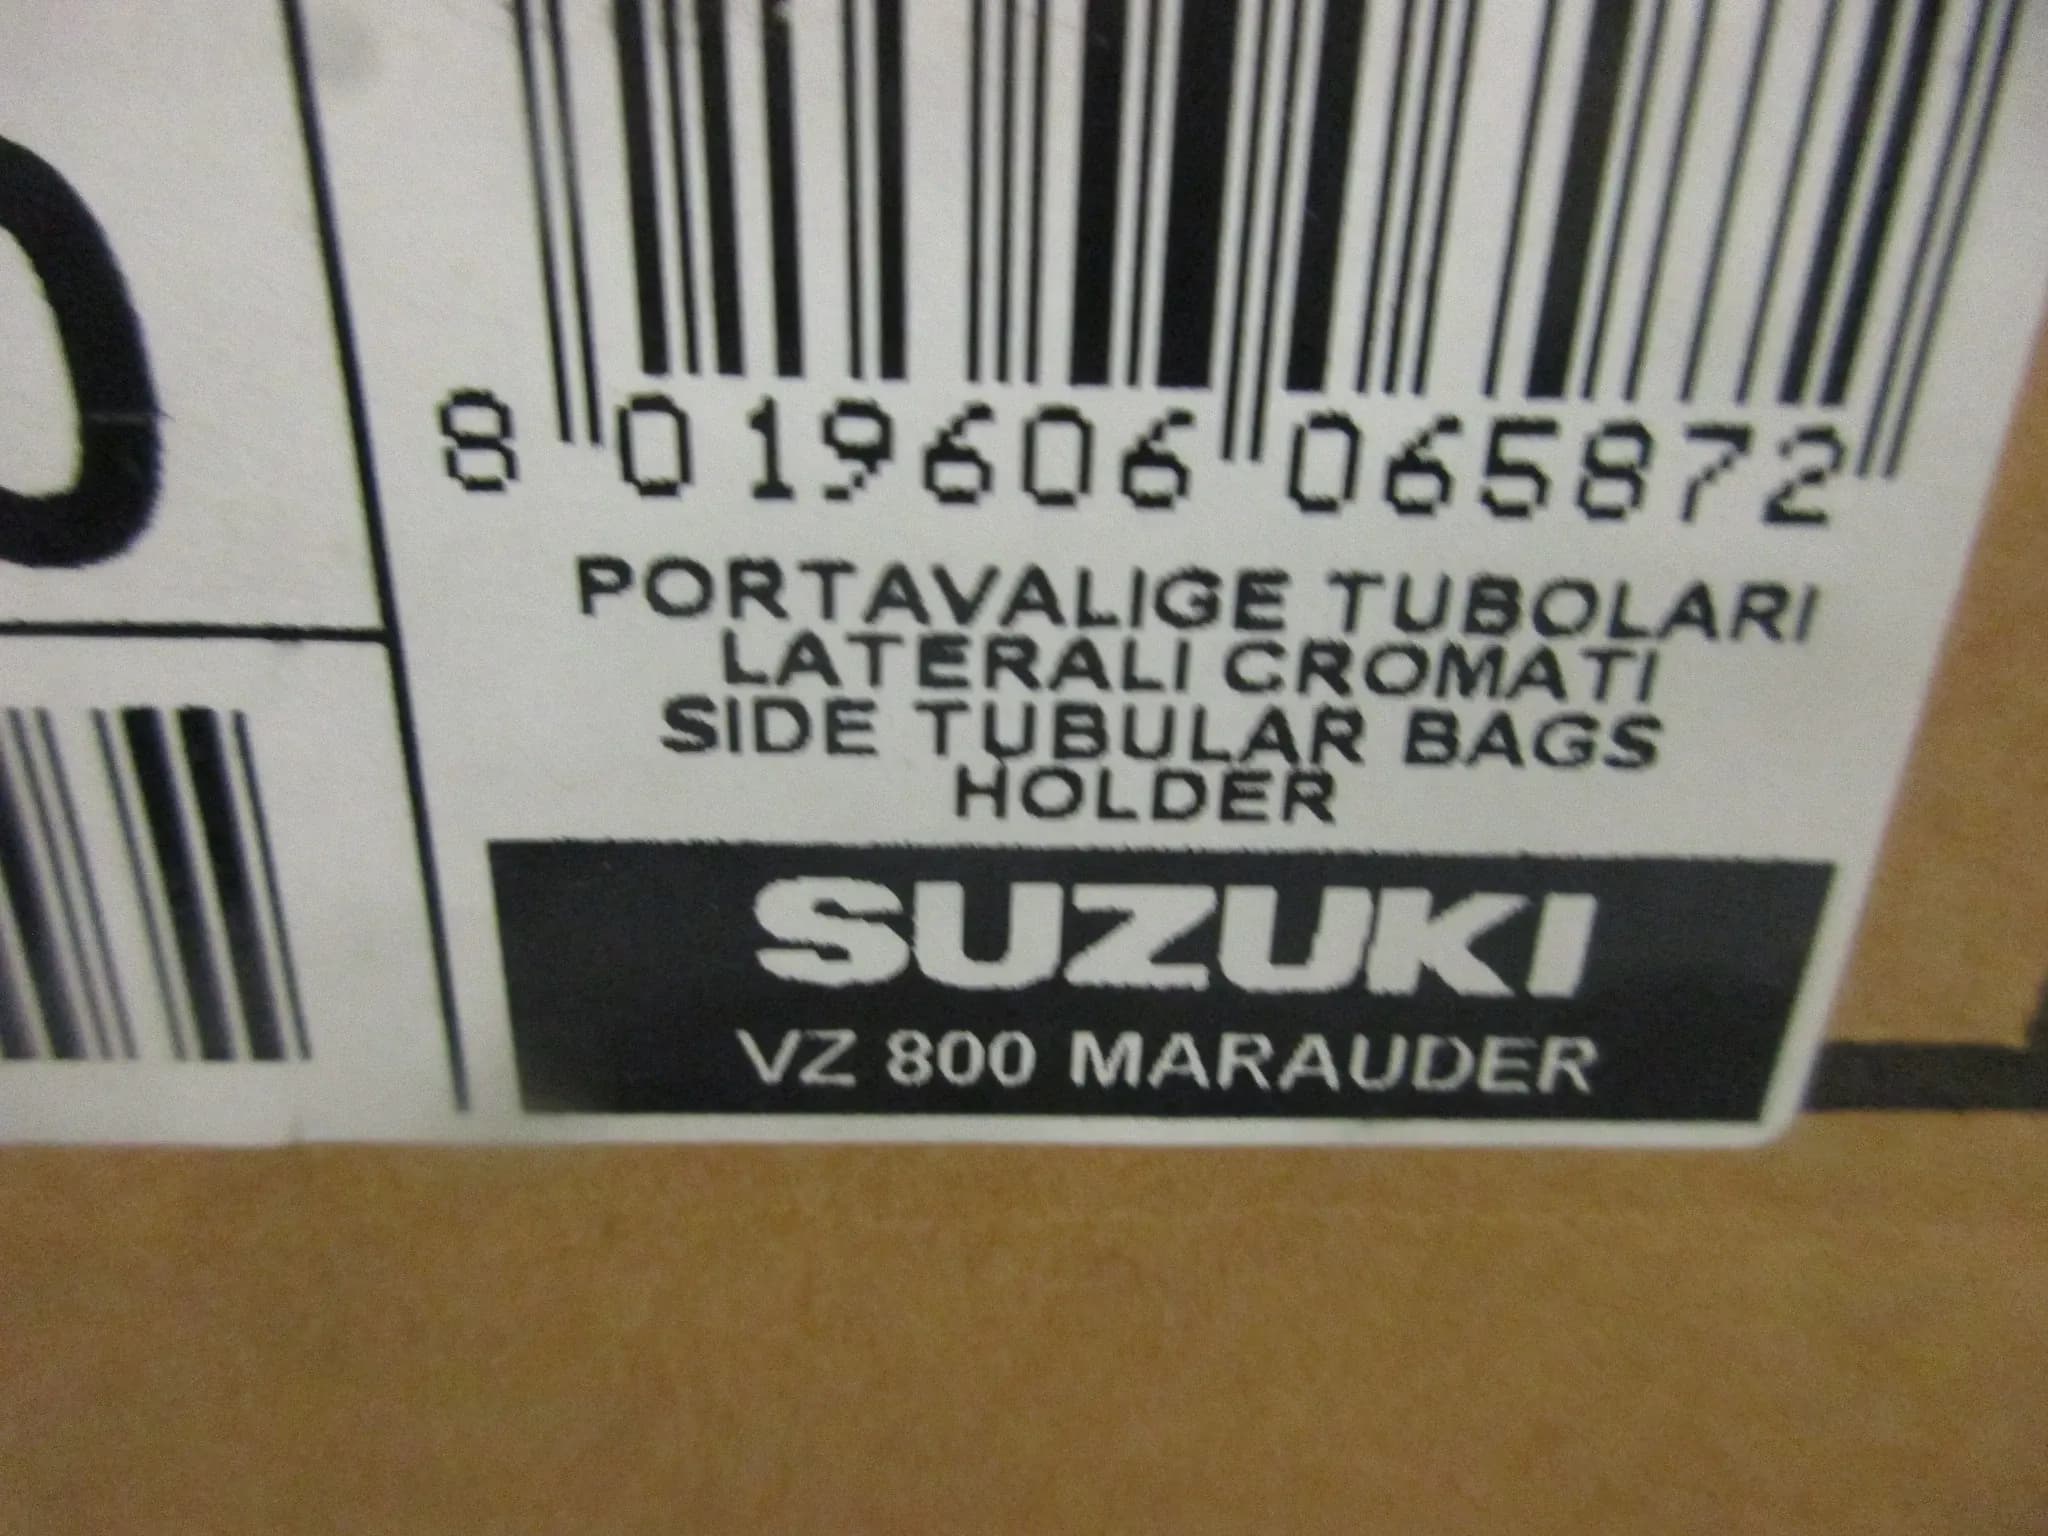 8 019606 065872
PORTAVALIGE TUBOLARI
LATERALI CROMATI
SIDE TUBULAR BAGS
HOLDER
SUZUKI
VZ 800 MARAUDER